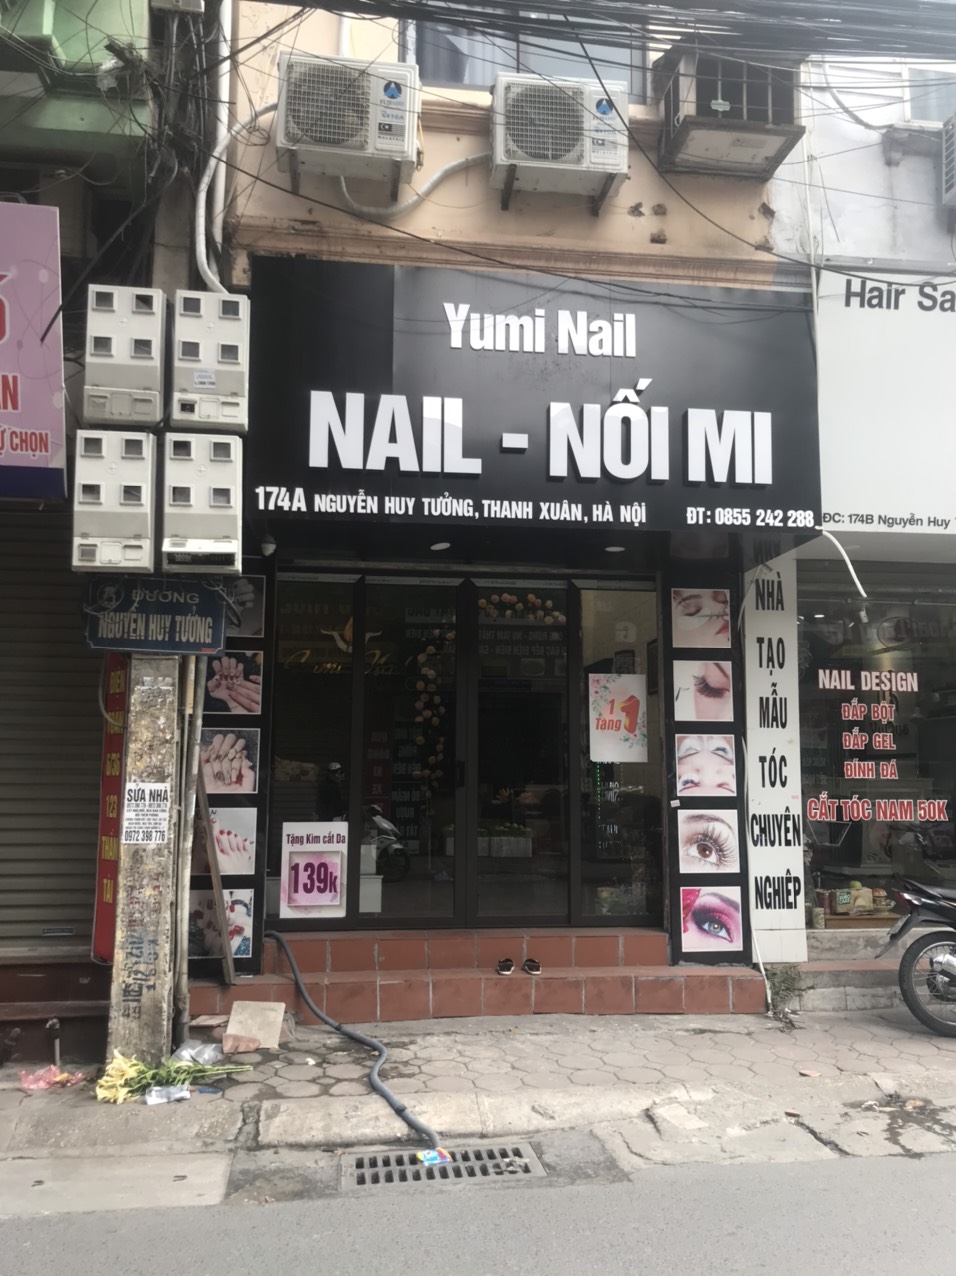 Yumi Nail
NAIL - NỐI MI
174A NGUYỄN HUY TƯỞNG, THANH XUÂN, HÀ NỘI
ĐT: 0855 242 288
Hair Sa
ĐC: 174B Nguyễn Huy
AN
Ự CHỌN
ĐƯỜNG
NGUYỄN HUY TƯỞNG
1
Tặng 1
Tặng Kìm cắt Da
139k
NHÀ
TẠO
MẪU
TÓC
CHUYÊN
NGHIỆP
NAIL DESIGN
ĐẮP BỘT
ĐẮP GEL
ĐÍNH ĐÁ
CẮT TÓC NAM 50K
SỬA NHÀ
0972 398 776